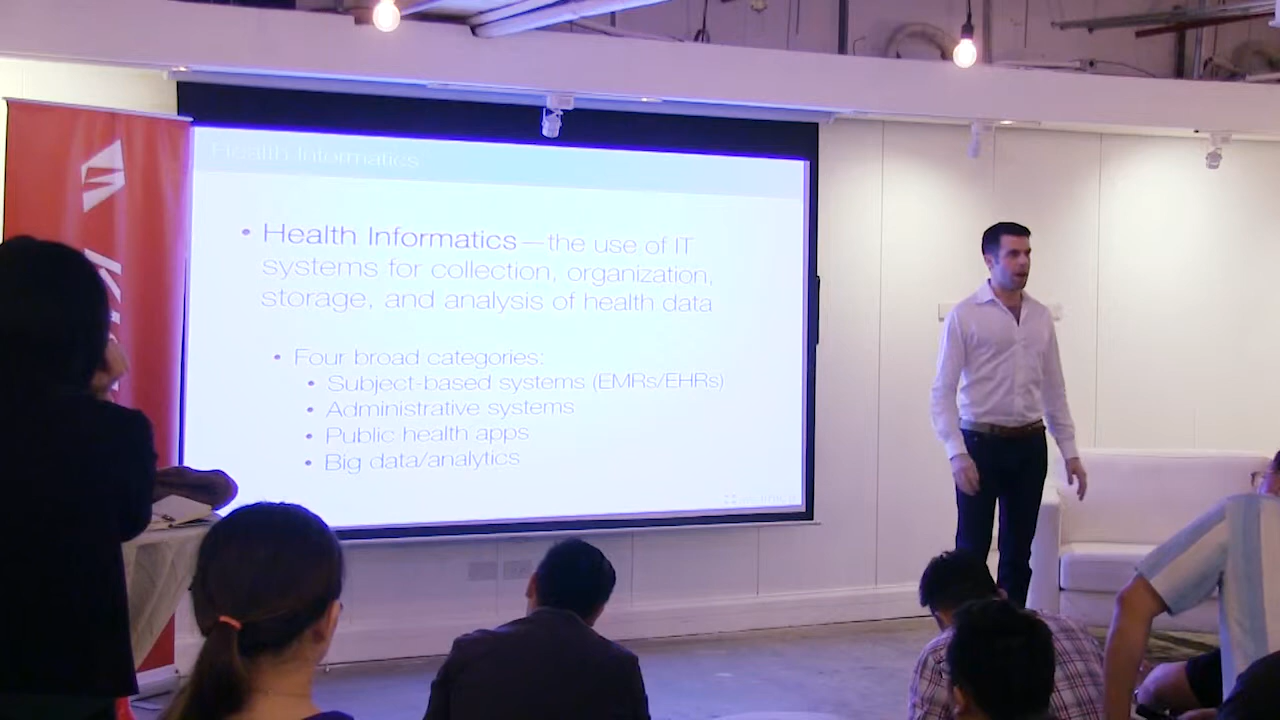 Health Informatics
• Health Informatics—the use of IT
systems for collection, organization,
storage, and analysis of health data
• Four broad categories:
• Subject-based systems (EMRs/EHRs)
• Administrative systems
• Public health apps
• Big data/analytics